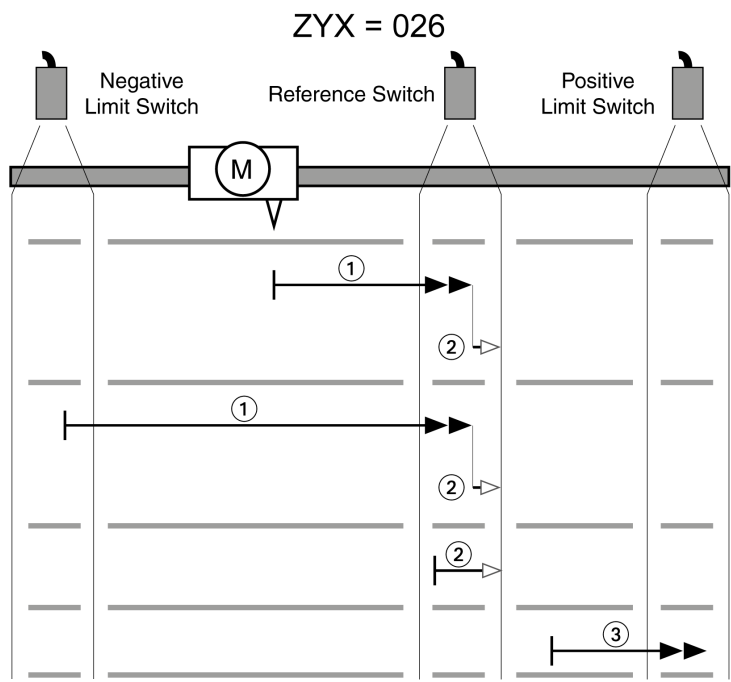 ZYX = 026
Negative
Limit Switch
Reference Switch
Positive
Limit Switch
M
1
2
1
2
2
3